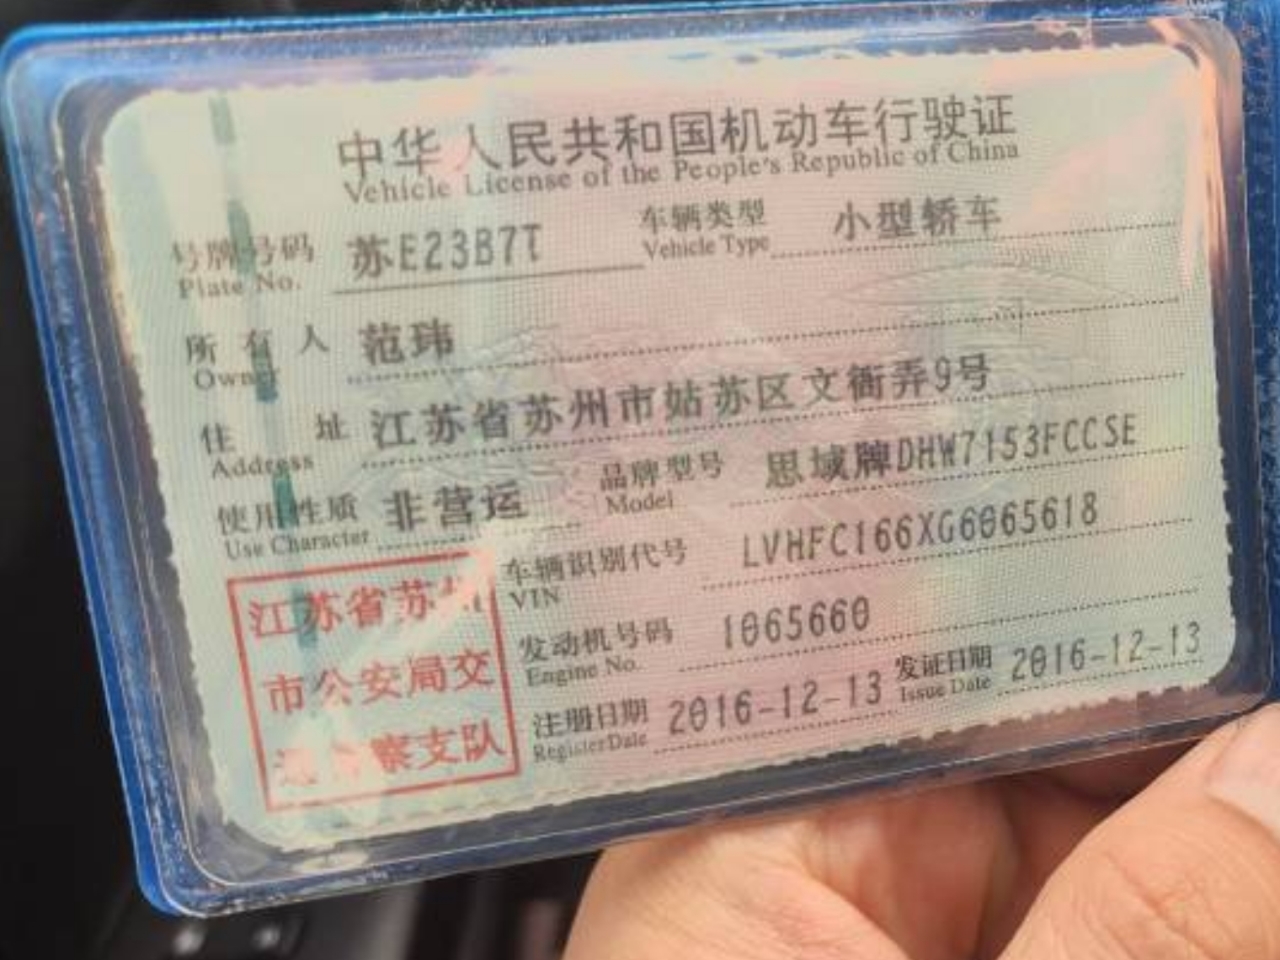 中华人民共和国机动车行驶证
Vehicle License of the People's Republic of China
号牌号码 苏E23B7T 车辆类型 小型轿车
Plate No. Vehicle Type
所有人 范玮
Owner
住址 江苏省苏州市姑苏区文衙弄9号
Address
使用性质 非营运 品牌型号 思域牌DHW7153FCCSE
Use Character Model
车辆识别代号 LVHFC166XG6065618
VIN
发动机号码 1065660
Engine No.
注册日期 2016-12-13 发证日期 2016-12-13
Register Date Issue Date
江苏省苏州
市公安局交
通警察支队